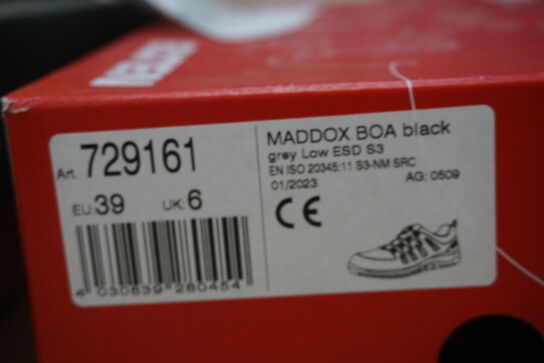 Art. 729161
EU: 39 UK: 6
4 030839 280454
MADDOX BOA black
grey Low ESD S3
EN ISO 20345:11 S3-NM SRC
01/2023 AG: 0509
CE